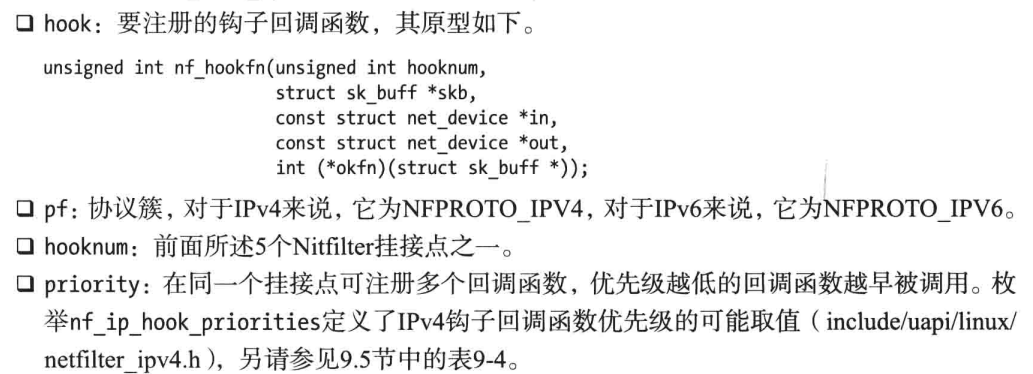 ❑ hook：要注册的钩子回调函数，其原型如下。
unsigned int nf_hookfn(unsigned int hooknum,
struct sk_buff *skb,
const struct net_device *in,
const struct net_device *out,
int (*okfn)(struct sk_buff *));
❑ pf：协议簇，对于IPv4来说，它为NFPROTO_IPV4，对于IPv6来说，它为NFPROTO_IPV6。
❑ hooknum：前面所述5个Nitfilter挂接点之一。
❑ priority：在同一个挂接点可注册多个回调函数，优先级越低的回调函数越早被调用。枚
举nf_ip_hook_priorities定义了IPv4钩子回调函数优先级的可能取值（include/uapi/linux/
netfilter_ipv4.h），另请参见9.5节中的表9-4。